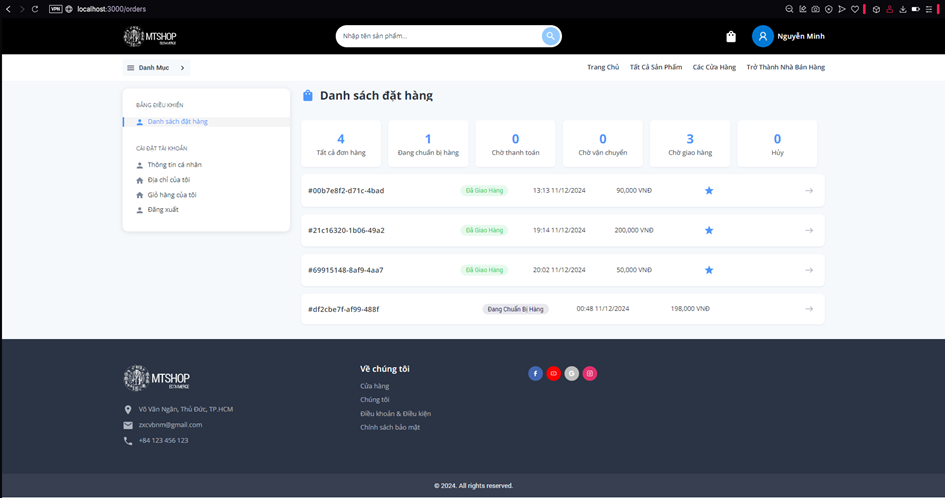 VPN localhost:3000/orders
MTSHOP
ECOMMERCE
Nhập tên sản phẩm...
Nguyễn Minh
Danh Mục
Trang Chủ Tất Cả Sản Phẩm Các Cửa Hàng Trở Thành Nhà Bán Hàng
BẢNG ĐIỀU KHIỂN
Danh sách đặt hàng
CÀI ĐẶT TÀI KHOẢN
Thông tin cá nhân
Địa chỉ của tôi
Giỏ hàng của tôi
Đăng xuất
Danh sách đặt hàng
4 1 0 0 3 0
Tất cả đơn hàng Đang chuẩn bị hàng Chờ thanh toán Chờ vận chuyển Chờ giao hàng Hủy
#00b7e8f2-d71c-4bad Đã Giao Hàng 13:13 11/12/2024 90,000 VNĐ
#21c16320-1b06-49a2 Đã Giao Hàng 19:14 11/12/2024 200,000 VNĐ
#69915148-8af9-4aa7 Đã Giao Hàng 20:02 11/12/2024 50,000 VNĐ
#df2cbe7f-af99-488f Đang Chuẩn Bị Hàng 00:48 11/12/2024 198,000 VNĐ
MTSHOP
ECOMMERCE
Võ Văn Ngân, Thủ Đức, TP.HCM
zxcvbnm@gmail.com
+84 123 456 123
Về chúng tôi
Cửa hàng
Chúng tôi
Điều khoản & Điều kiện
Chính sách bảo mật
© 2024. All rights reserved.